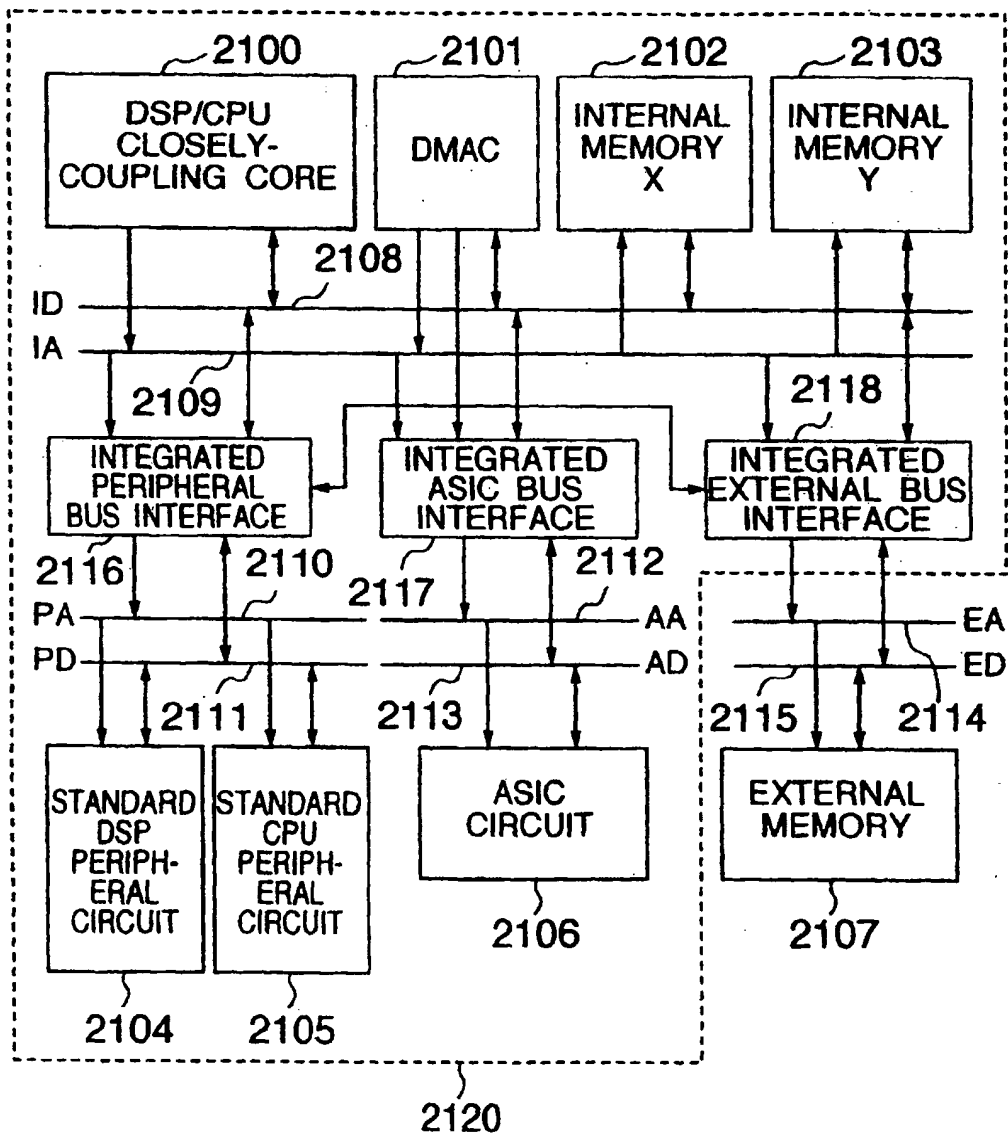 2100
2101
2102
2103
DSP/CPU
CLOSELY-
COUPLING CORE
DMAC
INTERNAL
MEMORY
X
INTERNAL
MEMORY
Y
2108
ID
IA
2109
2118
INTEGRATED
PERIPHERAL
BUS INTERFACE
INTEGRATED
ASIC BUS
INTERFACE
INTEGRATED
EXTERNAL BUS
INTERFACE
2116
2110
2117
2112
PA
AA
EA
PD
AD
ED
2111
2113
2115
2114
STANDARD
DSP
PERIPH-
ERAL
CIRCUIT
STANDARD
CPU
PERIPH-
ERAL
CIRCUIT
ASIC
CIRCUIT
EXTERNAL
MEMORY
2106
2107
2104
2105
2120